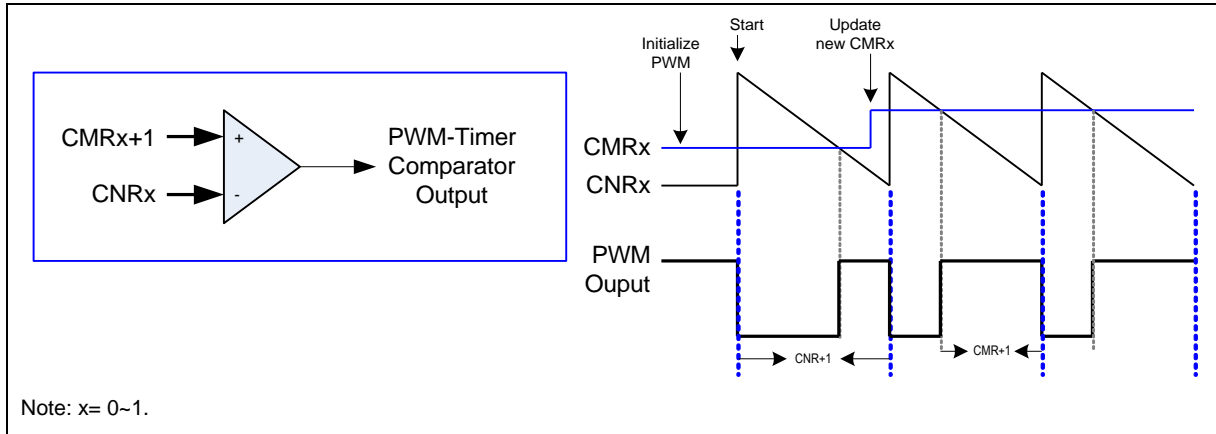 CMRx+1
CNRx
+
-
PWM-Timer
Comparator
Output
Start
Initialize
PWM
Update
new CMRx
CMRx
CNRx
PWM
Ouput
CNR+1
CMR+1
Note: x= 0~1.